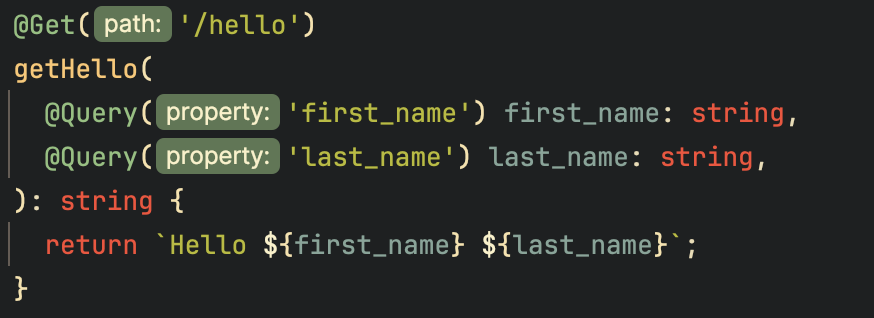 @Get(path: '/hello')
getHello(
  @Query(property: 'first_name') first_name: string,
  @Query(property: 'last_name') last_name: string,
): string {
  return `Hello ${first_name} ${last_name}`;
}